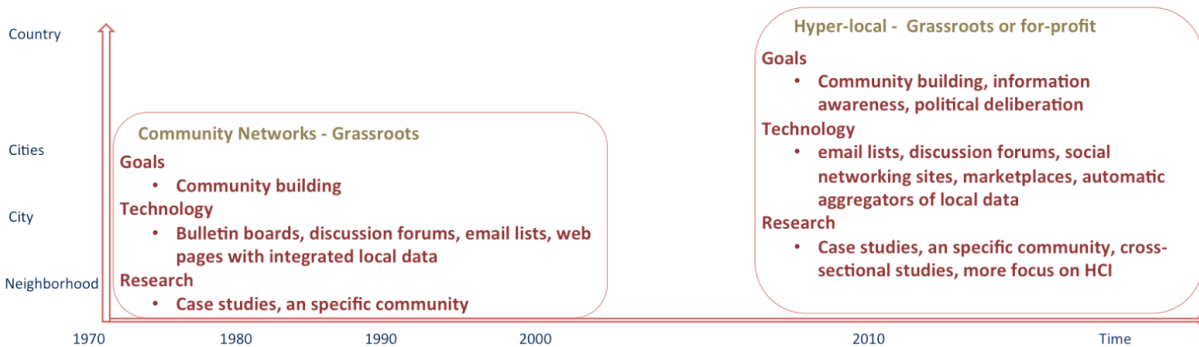 Country
Cities
City
Neighborhood
Community Networks - Grassroots
Goals
• Community building
Technology
• Bulletin boards, discussion forums, email lists, web
pages with integrated local data
Research
• Case studies, an specific community
Hyper-local - Grassroots or for-profit
Goals
• Community building, information
awareness, political deliberation
Technology
• email lists, discussion forums, social
networking sites, marketplaces, automatic
aggregators of local data
Research
• Case studies, an specific community, cross-
sectional studies, more focus on HCI
1970 1980 1990 2000 2010 Time